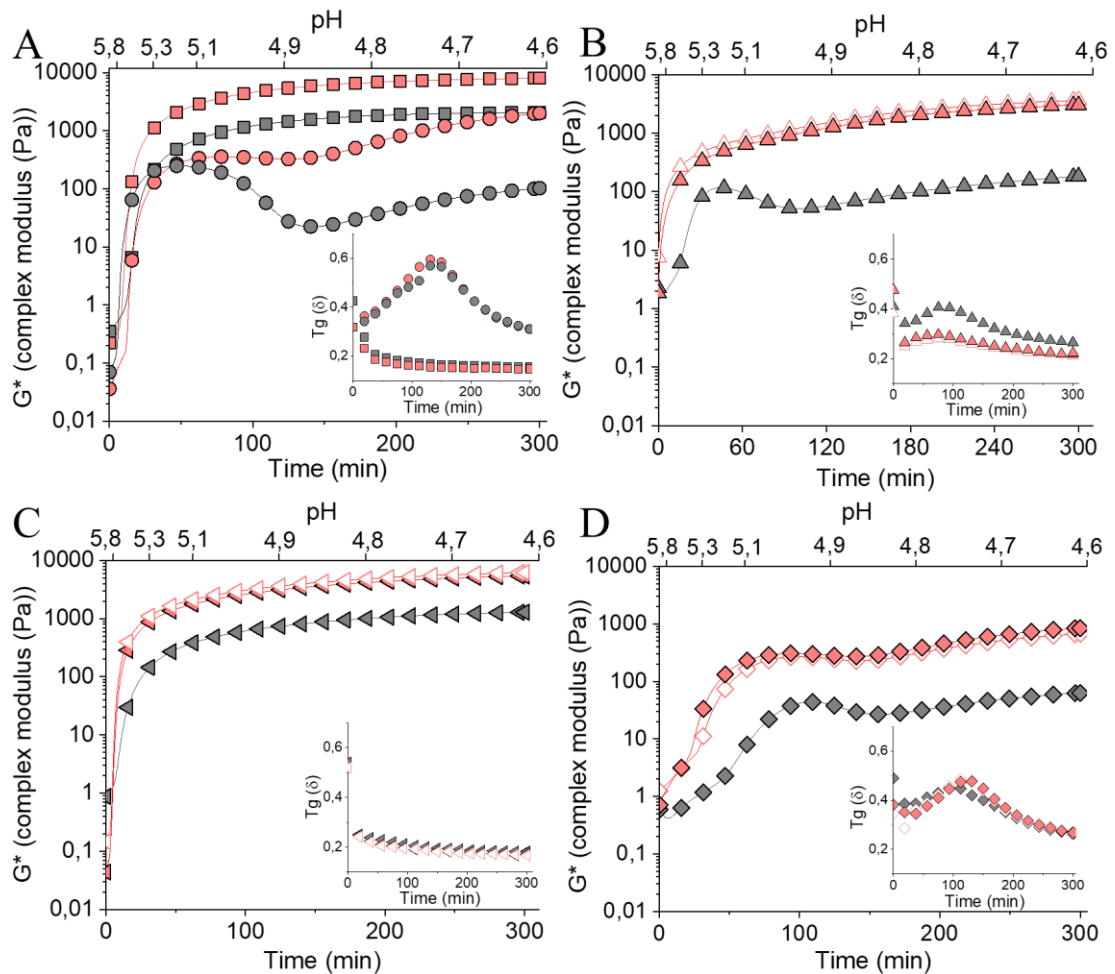 A
pH
5,8 5,3 5,1 4,9 4,8 4,7 4,6
G* (complex modulus (Pa))
10000
1000
100
10
1
0,1
0,01
0 100 200 300
Time (min)
Tg (δ)
0,6
0,4
0,2
0 100 200 300
Time (min)
B
pH
5,8 5,3 5,1 4,9 4,8 4,7 4,6
G* (complex modulus (Pa))
10000
1000
100
10
1
0,1
0,01
0 60 120 180 240 300
Time (min)
Tg (δ)
0,6
0,4
0,2
0 100 200 300
Time (min)
C
pH
5,8 5,3 5,1 4,9 4,8 4,7 4,6
G* (complex modulus (Pa))
10000
1000
100
10
1
0,1
0,01
0 100 200 300
Time (min)
Tg (δ)
0,6
0,4
0,2
0 100 200 300
Time (min)
D
pH
5,8 5,3 5,1 4,9 4,8 4,7 4,6
G* (complex modulus (Pa))
10000
1000
100
10
1
0,1
0,01
0 100 200 300
Time (min)
Tg (δ)
0,6
0,4
0,2
0 100 200 300
Time (min)